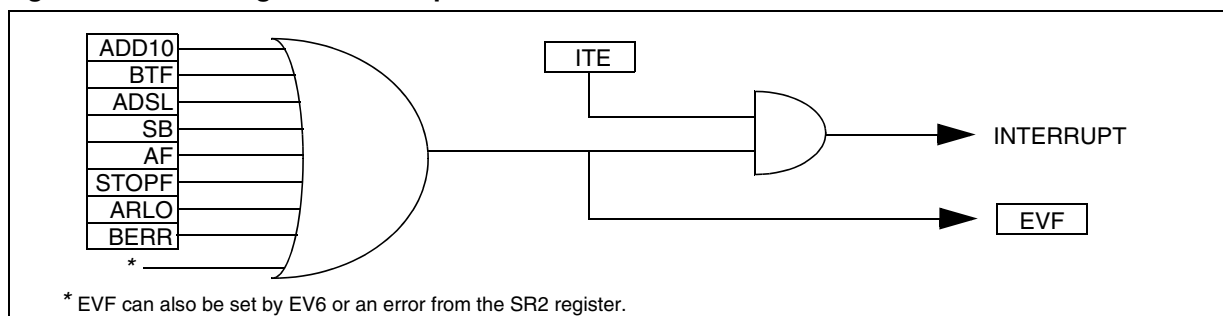 ADD10
BTF
ADSL
SB
AF
STOPF
ARLO
BERR
*
ITE
INTERRUPT
EVF
* EVF can also be set by EV6 or an error from the SR2 register.